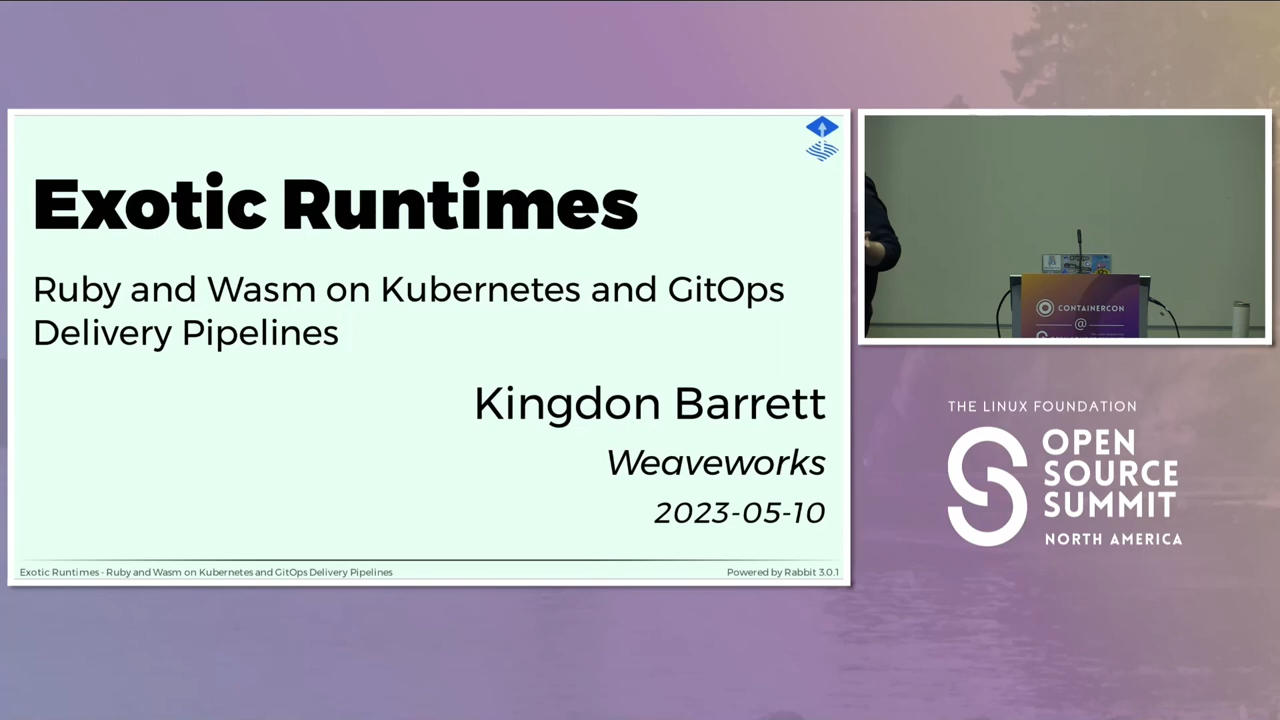 Exotic Runtimes
Ruby and Wasm on Kubernetes and GitOps
Delivery Pipelines
Kingdon Barrett
Weaveworks
2023-05-10
Exotic Runtimes - Ruby and Wasm on Kubernetes and GitOps Delivery Pipelines
Powered by Rabbit 3.0.1
CONTAINERCON
@
THE LINUX FOUNDATION
OPEN
SOURCE
SUMMIT
NORTH AMERICA